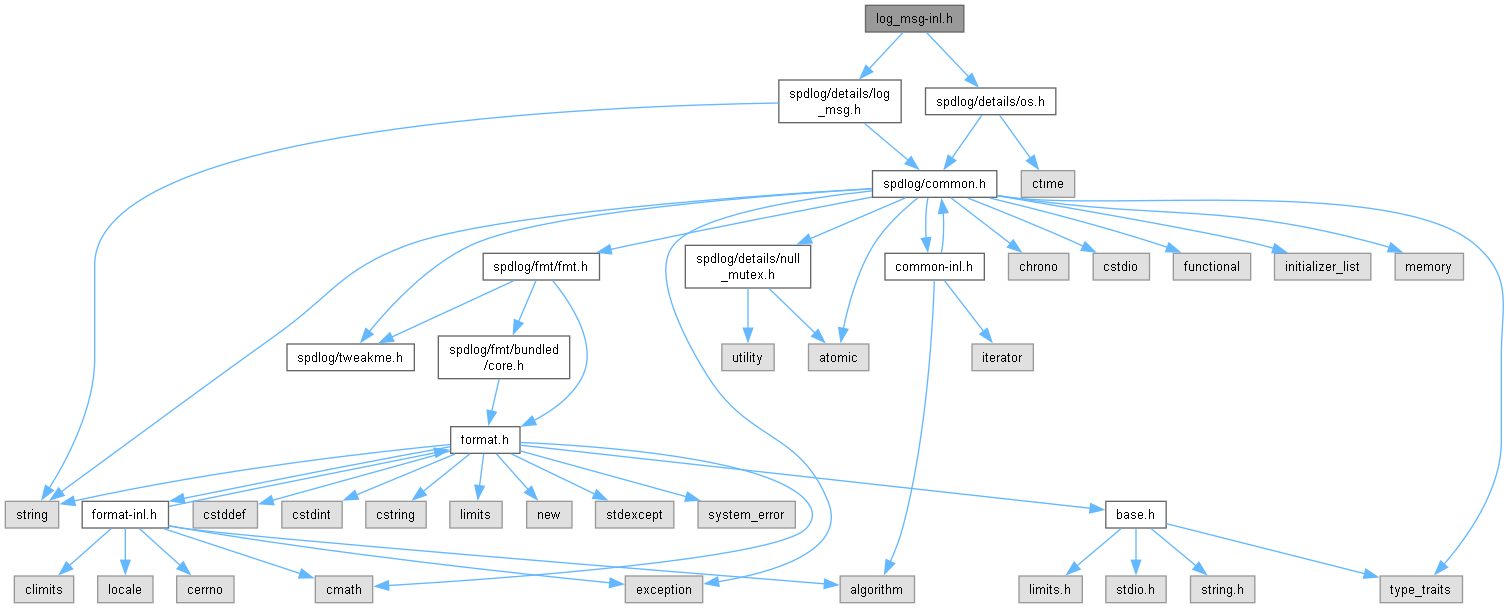 log_msg-inl.h
spdlog/details/log
_msg.h
spdlog/details/os.h
spdlog/common.h
ctime
spdlog/fmt/fmt.h
spdlog/details/null
_mutex.h
common-inl.h
chrono
cstdio
functional
initializer_list
memory
spdlog/tweakme.h
spdlog/fmt/bundled
/core.h
utility
atomic
iterator
format.h
string
format-inl.h
cstddef
cstdint
cstring
limits
new
stdexcept
system_error
base.h
climits
locale
cerrno
cmath
exception
algorithm
limits.h
stdio.h
string.h
type_traits